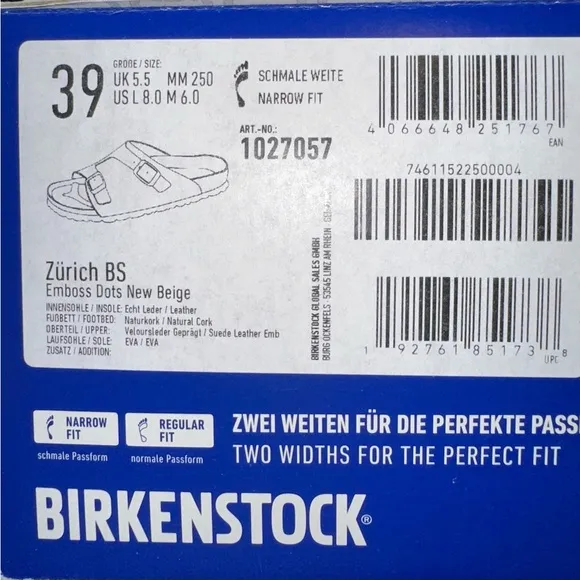 39
GRÖßE / SIZE:
UK 5.5 MM 250
US L 8.0 M 6.0
SCHMALE WEITE
NARROW FIT
ART.-NO.:
1027057
4 066648 251767
EAN
74611522500004
1 92761 85173 8
UPC
Zürich BS
Emboss Dots New Beige
INNENSOHLE / INSOLE: Echt Leder / Leather
FUßBETT / FOOTBED: Naturkork / Natural Cork
OBERTEIL / UPPER: Veloursleder Geprägt / Suede Leather Emb
LAUFSOHLE / SOLE: EVA / EVA
ZUSATZ / ADDITION:
BIRKENSTOCK GLOBAL SALES GMBH
BURG OCKENFELS · 53545 LINZ AM RHEIN
NARROW FIT
schmale Passform
REGULAR FIT
normale Passform
ZWEI WEITEN FÜR DIE PERFEKTE PASS
TWO WIDTHS FOR THE PERFECT FIT
BIRKENSTOCK®